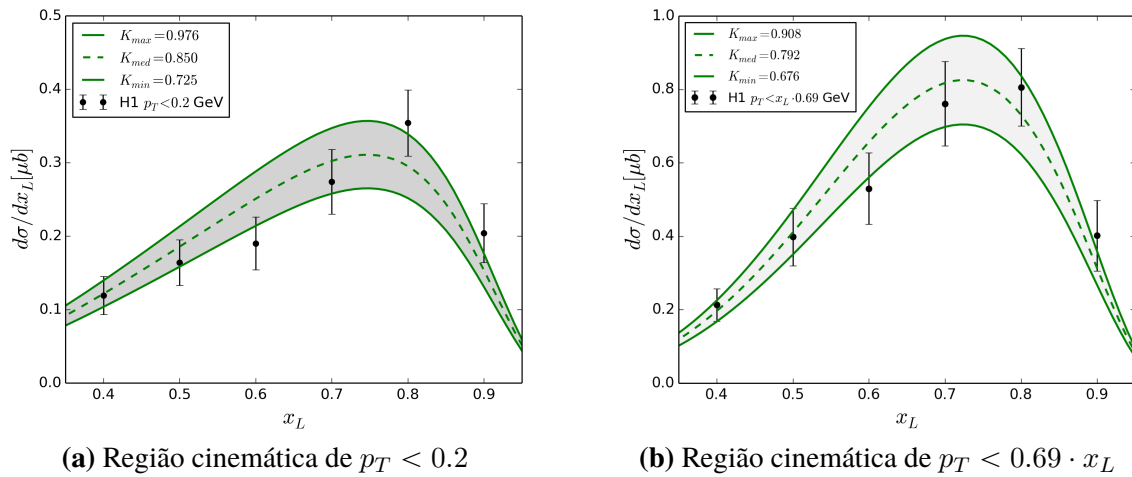 0.5
0.4
0.3
0.2
0.1
0.0
dσ/dx_L[μb]
K_max=0.976
K_med=0.850
K_min=0.725
H1 p_T<0.2 GeV
0.4 0.5 0.6 0.7 0.8 0.9
x_L
(a) Região cinemática de p_T < 0.2
1.0
0.8
0.6
0.4
0.2
0.0
dσ/dx_L[μb]
K_max=0.908
K_med=0.792
K_min=0.676
H1 p_T<x_L·0.69 GeV
0.4 0.5 0.6 0.7 0.8 0.9
x_L
(b) Região cinemática de p_T < 0.69 · x_L